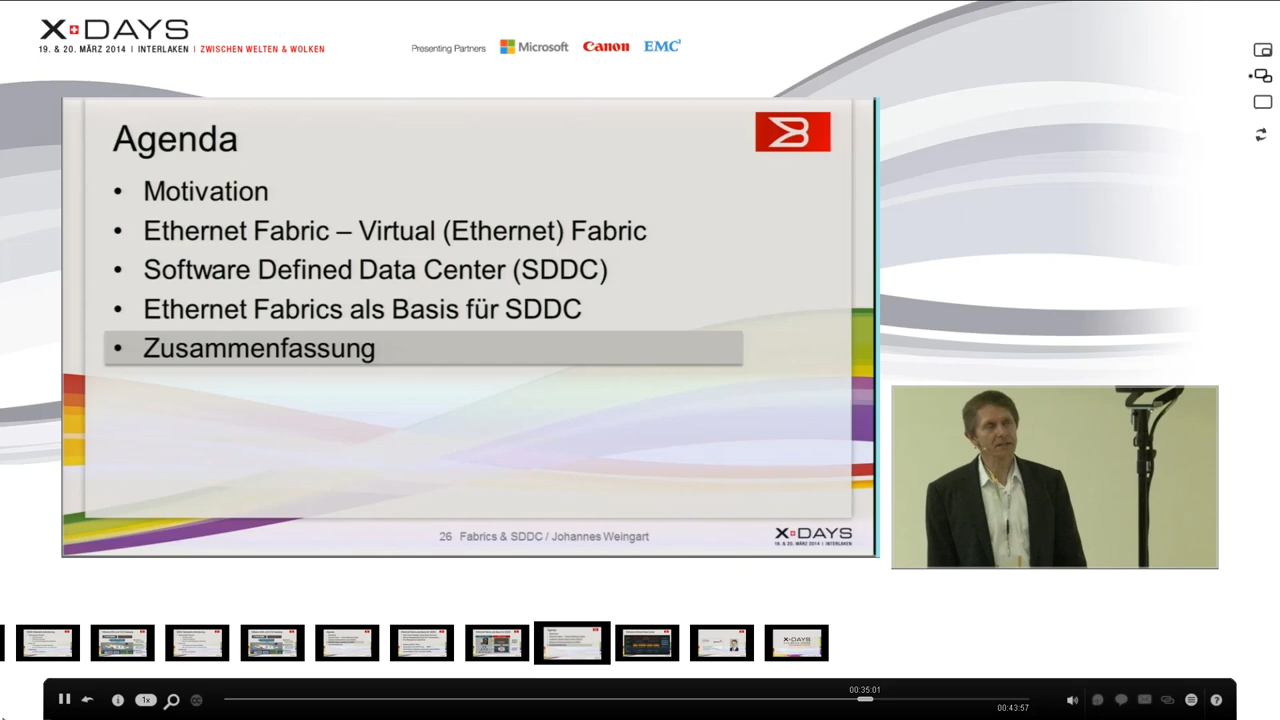 X DAYS
19. & 20. MÄRZ 2014 | INTERLAKEN | ZWISCHEN WELTEN & WOLKEN
Presenting Partners Microsoft Canon EMC²
Agenda
• Motivation
• Ethernet Fabric – Virtual (Ethernet) Fabric
• Software Defined Data Center (SDDC)
• Ethernet Fabrics als Basis für SDDC
• Zusammenfassung
26 Fabrics & SDDC / Johannes Weingart
X DAYS
19. & 20. MÄRZ 2014 | INTERLAKEN
1x
00:35:01
00:43:57